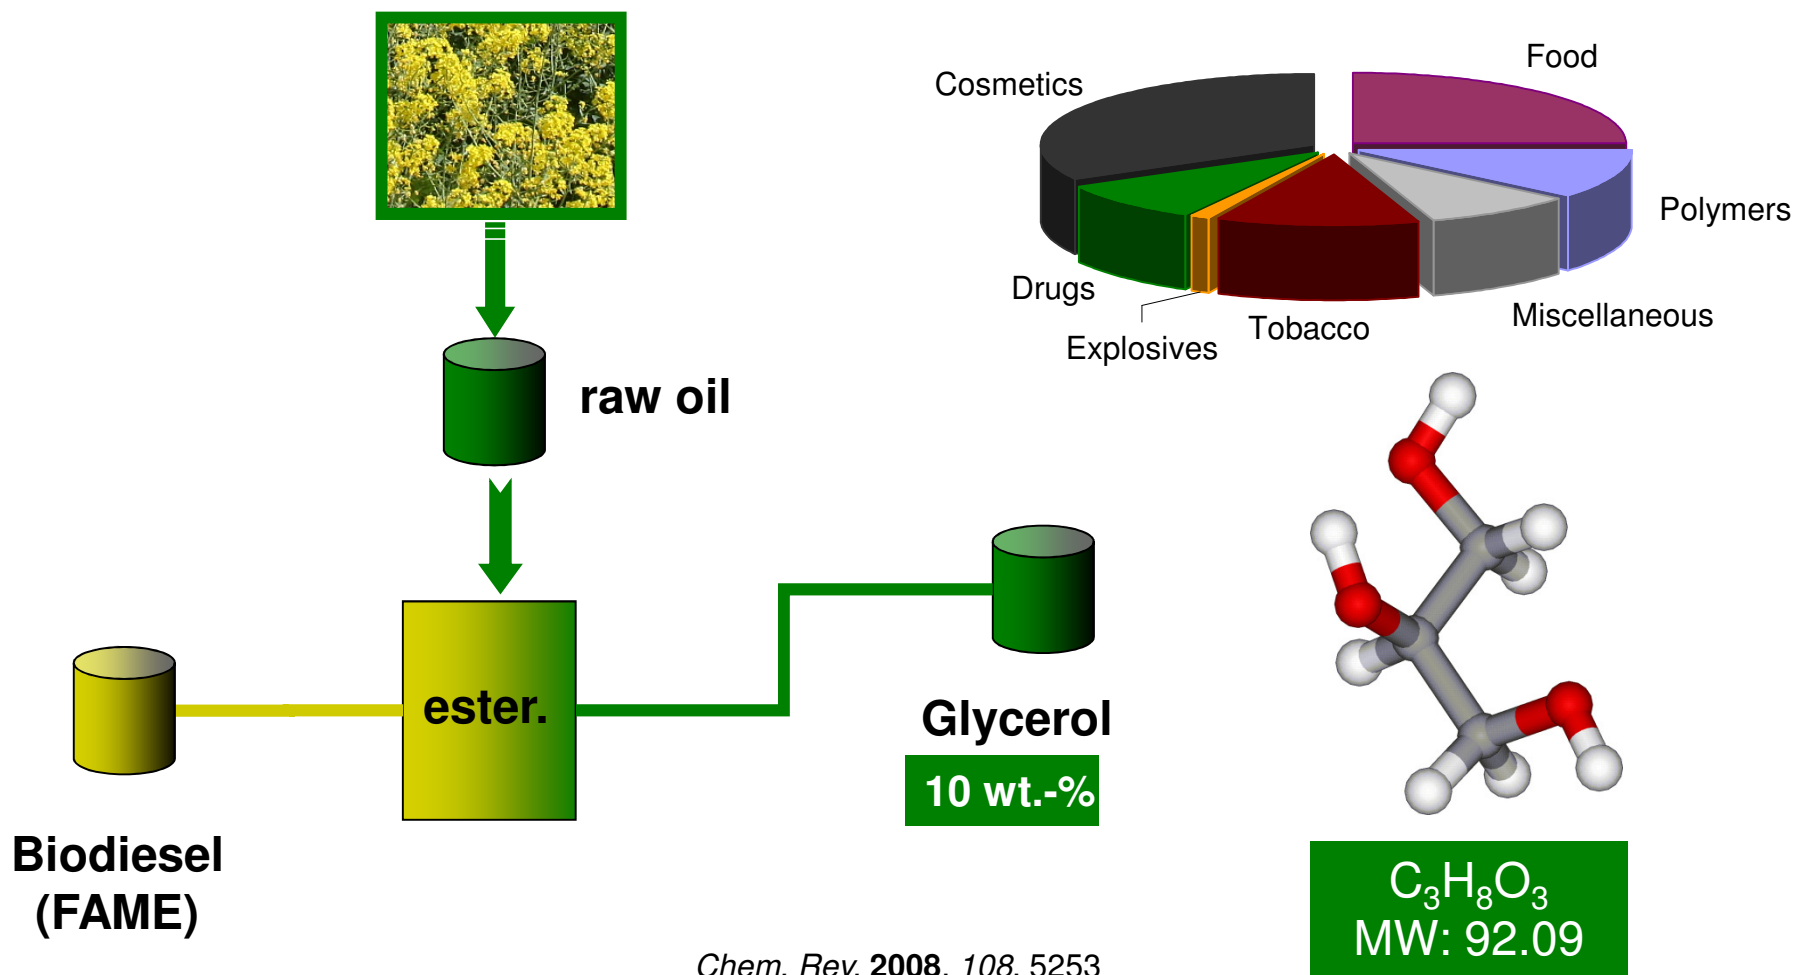 Food
Cosmetics
Polymers
Drugs
Miscellaneous
Tobacco
Explosives
raw oil
ester.
Glycerol
10 wt.-%
Biodiesel
(FAME)
C₃H₈O₃
MW: 92.09
Chem. Rev. 2008, 108, 5253